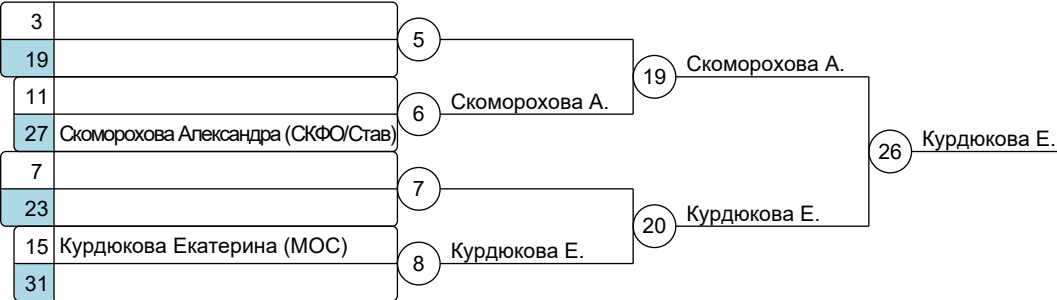 3
5
19
19
Скоморохова А.
11
6
Скоморохова А.
27 Скоморохова Александра (СКФО/Став)
26
Курдюкова Е.
7
7
23
20
Курдюкова Е.
15 Курдюкова Екатерина (МОС)
8
Курдюкова Е.
31